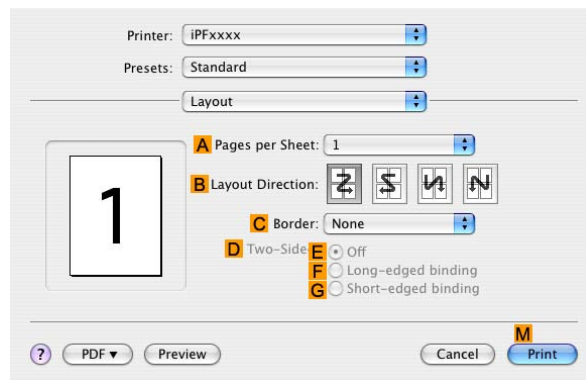 Printer: iPFxxxx
Presets: Standard
Layout
A Pages per Sheet: 1
B Layout Direction:
1
C Border: None
D Two-Side E Off
F Long-edged binding
G Short-edged binding
M
? PDF▼ Preview Cancel Print